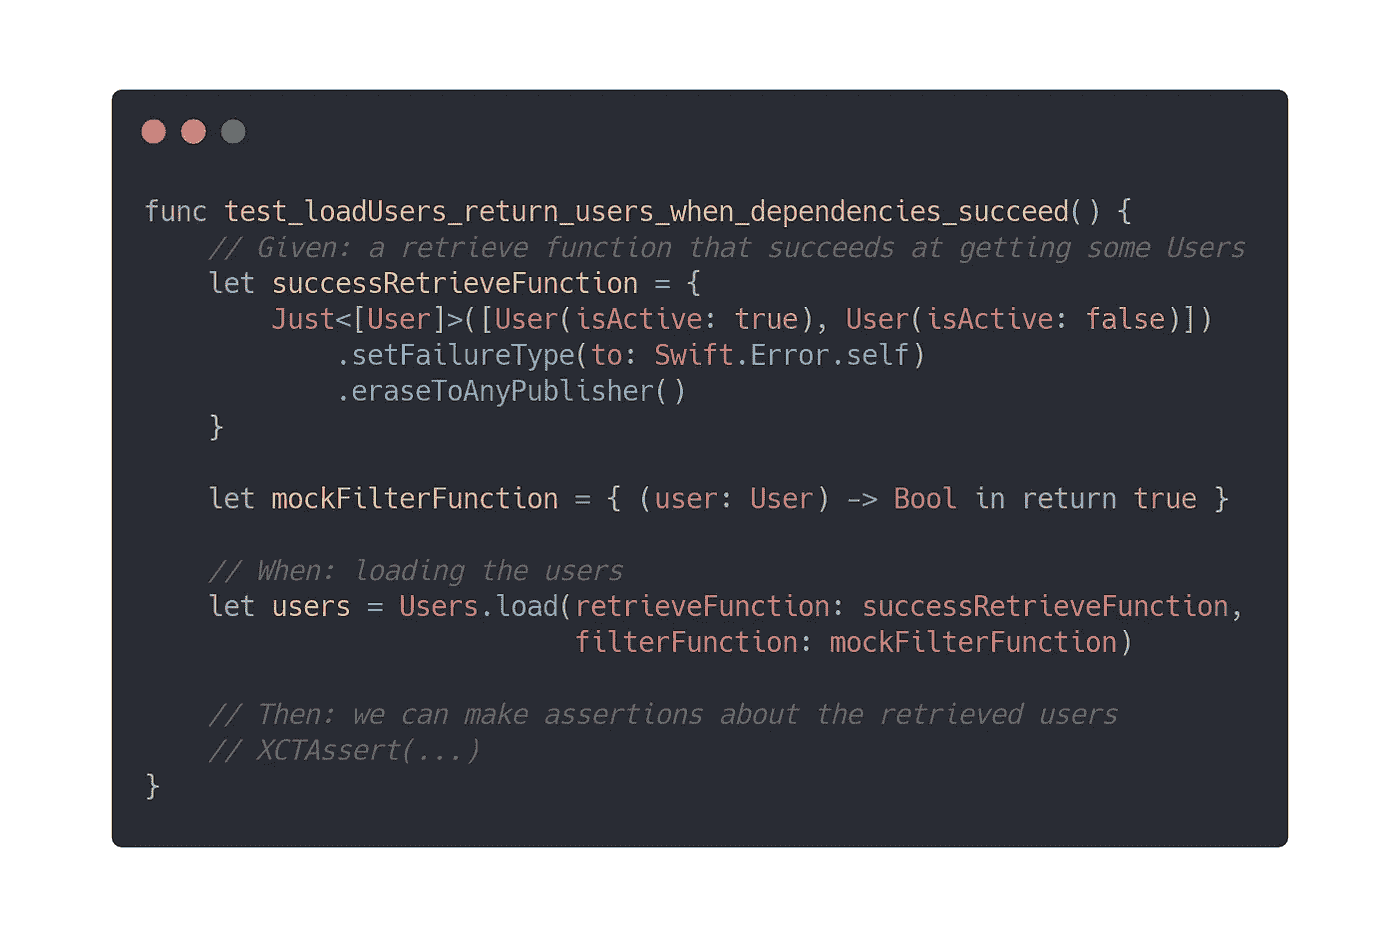 func test_loadUsers_return_users_when_dependencies_succeed() {
    // Given: a retrieve function that succeeds at getting some Users
    let successRetrieveFunction = {
        Just<[User]>([User(isActive: true), User(isActive: false)])
            .setFailureType(to: Swift.Error.self)
            .eraseToAnyPublisher()
    }

    let mockFilterFunction = { (user: User) -> Bool in return true }

    // When: loading the users
    let users = Users.load(retrieveFunction: successRetrieveFunction,
                           filterFunction: mockFilterFunction)

    // Then: we can make assertions about the retrieved users
    // XCTAssert(...)
}